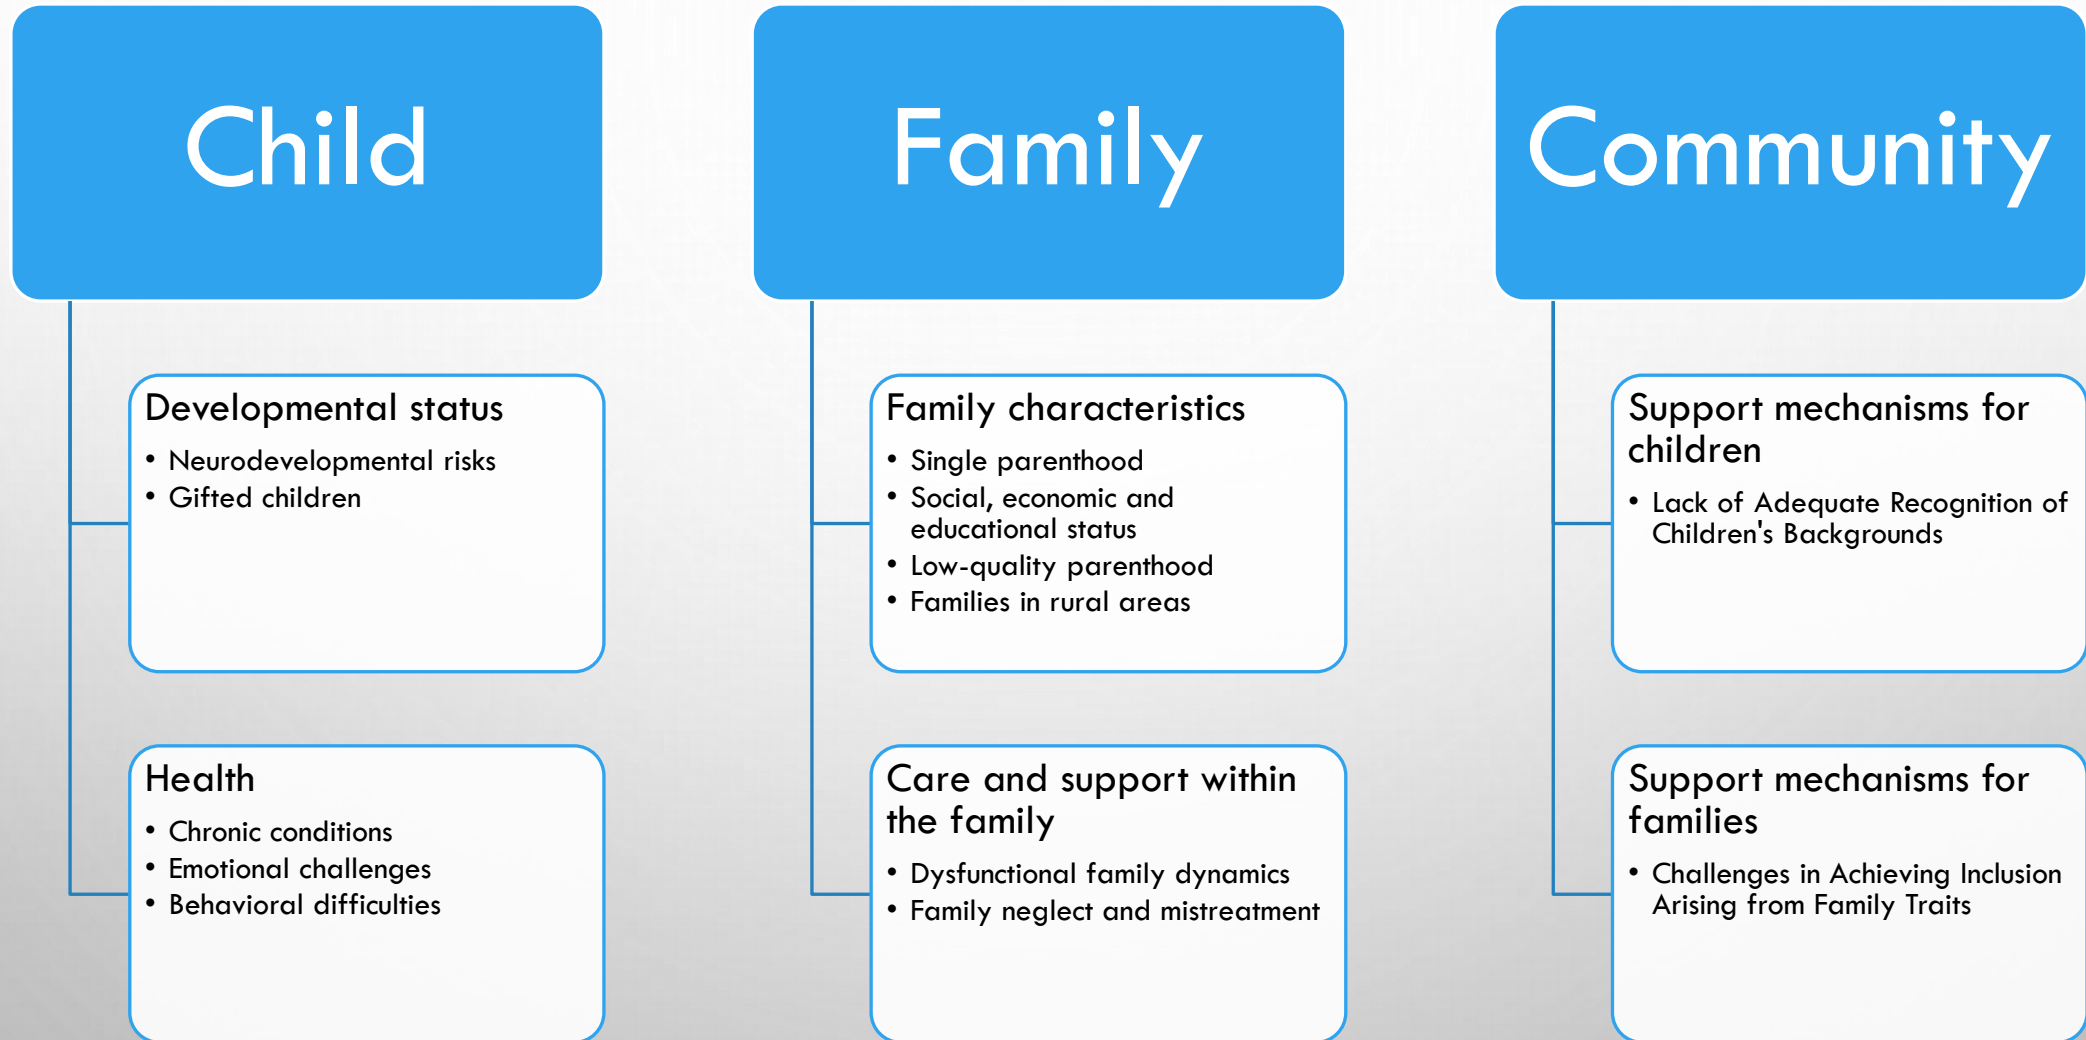 Child
Developmental status
• Neurodevelopmental risks
• Gifted children
Health
• Chronic conditions
• Emotional challenges
• Behavioral difficulties
Family
Family characteristics
• Single parenthood
• Social, economic and
educational status
• Low-quality parenthood
• Families in rural areas
Care and support within
the family
• Dysfunctional family dynamics
• Family neglect and mistreatment
Community
Support mechanisms for
children
• Lack of Adequate Recognition of
Children's Backgrounds
Support mechanisms for
families
• Challenges in Achieving Inclusion
Arising from Family Traits